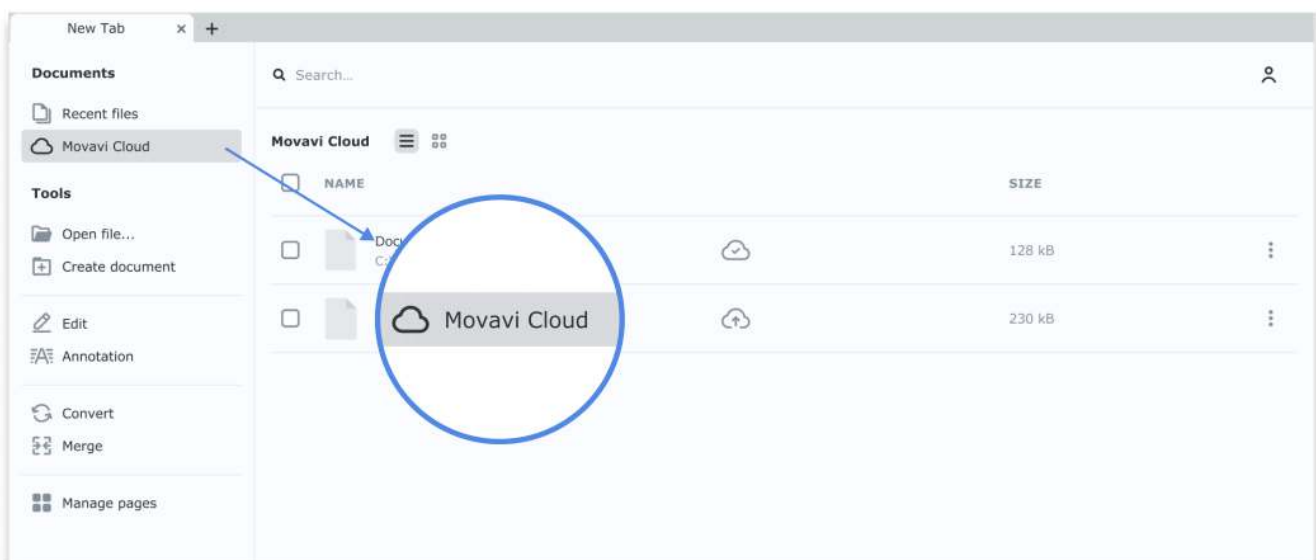 New Tab
Documents
Recent files
Movavi Cloud
Tools
Open file...
Create document
Edit
Annotation
Convert
Merge
Manage pages
Search...
Movavi Cloud
NAME
SIZE
128 kB
Movavi Cloud
230 kB